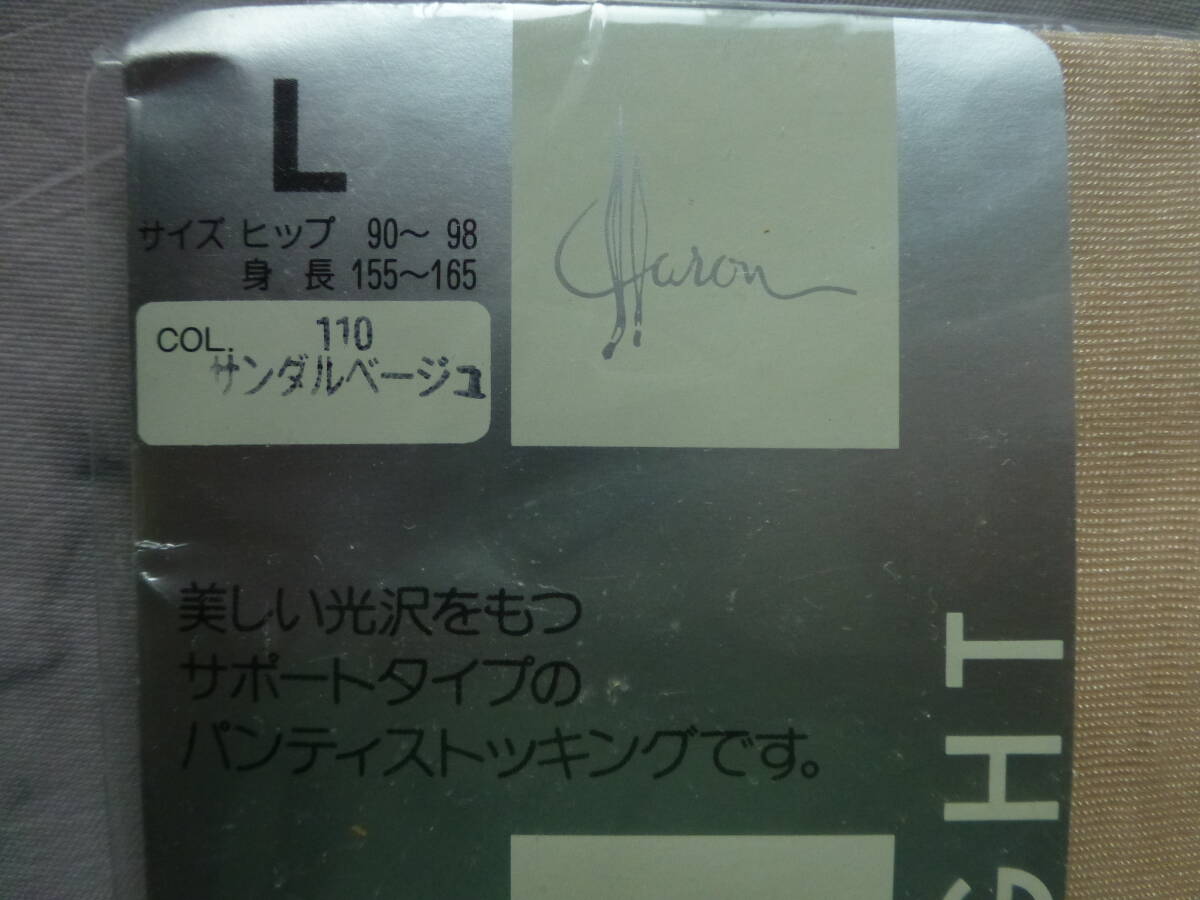 L
サイズ ヒップ 90～98
身長 155～165
COL. 110
サンダルベージュ
美しい光沢をもつ
サポートタイプの
パンティストッキングです。
GHT